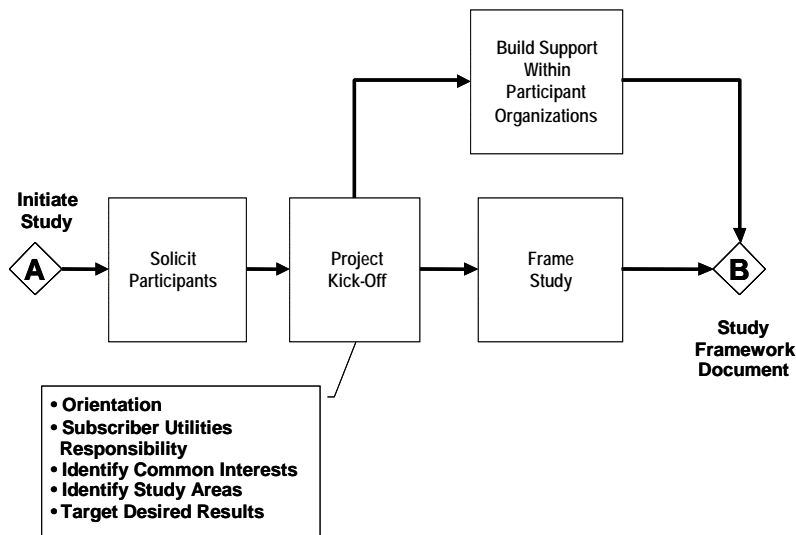 Build Support
Within
Participant
Organizations
Initiate
Study
A
Solicit
Participants
Project
Kick-Off
Frame
Study
B
Study
Framework
Document
• Orientation
• Subscriber Utilities
Responsibility
• Identify Common Interests
• Identify Study Areas
• Target Desired Results